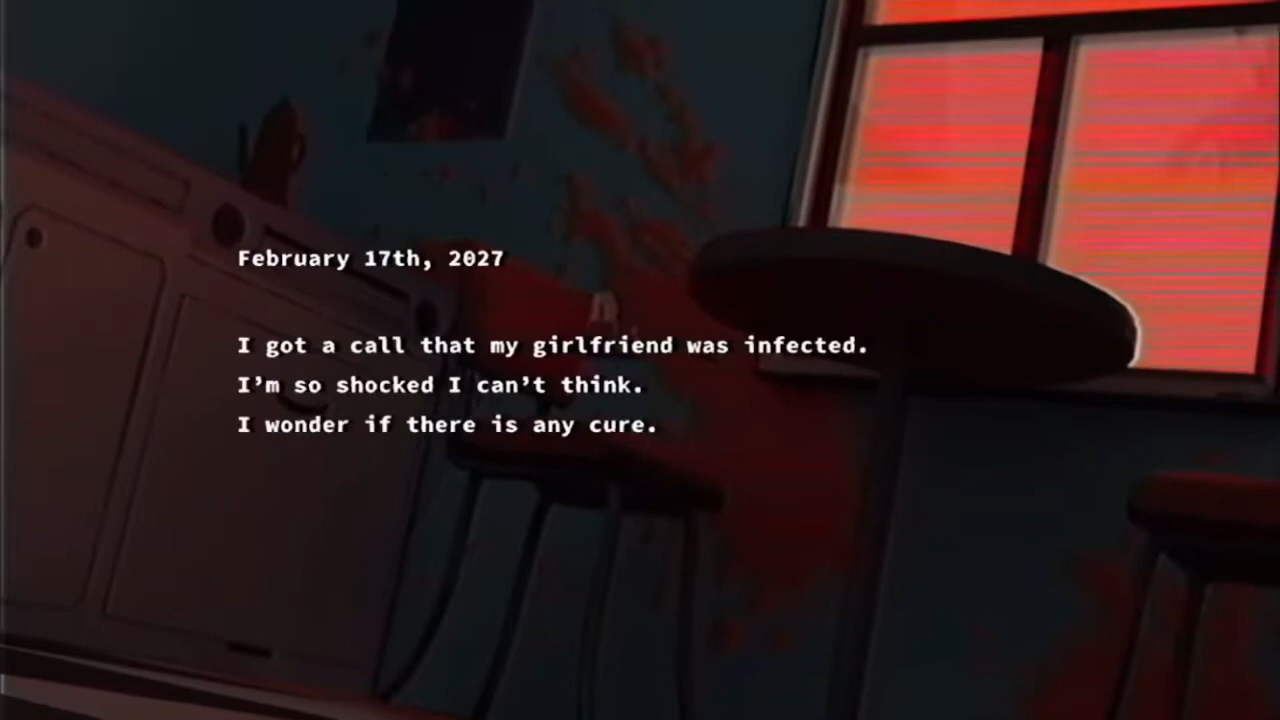 February 17th, 2027
I got a call that my girlfriend was infected.
I’m so shocked I can’t think.
I wonder if there is any cure.